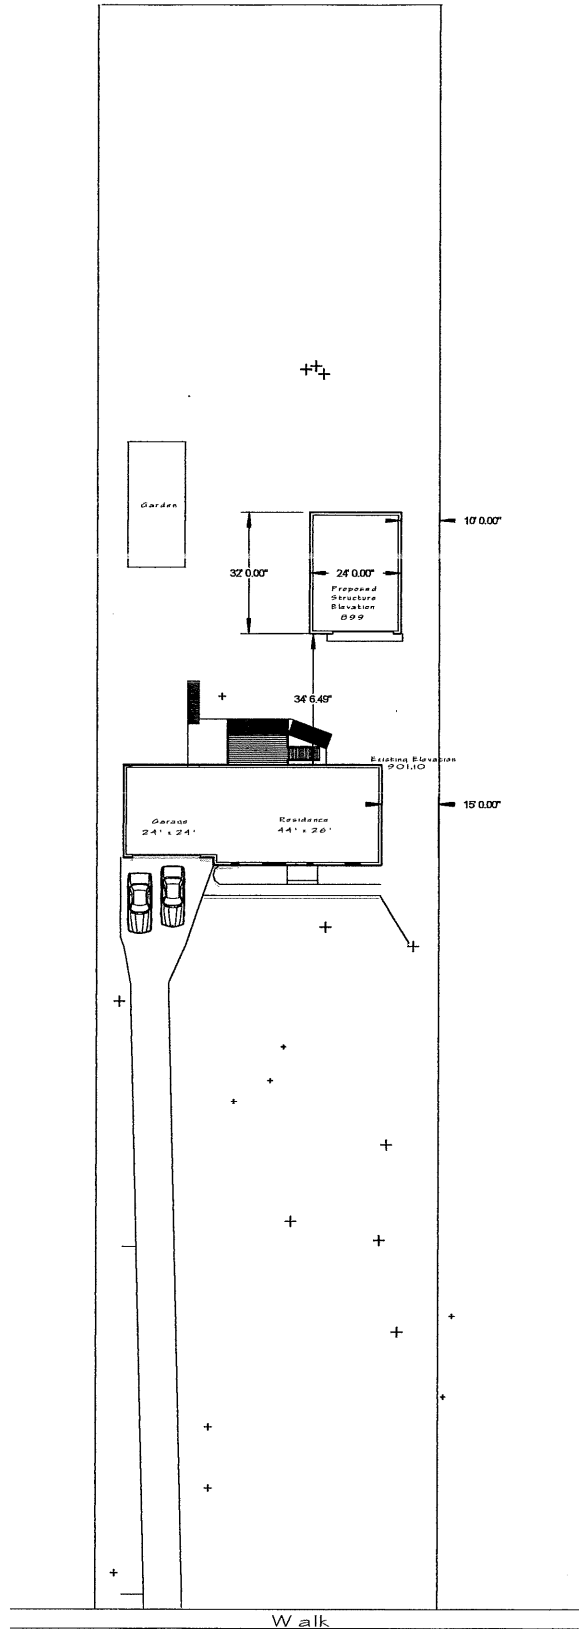 Garden
10' 0.00"
32' 0.00"
24' 0.00"
Proposed
Structure
Elevation
899
34' 6.49"
Existing Elevation
901.10
15' 0.00"
Garage
24' x 24'
Residence
44' x 26'
Walk